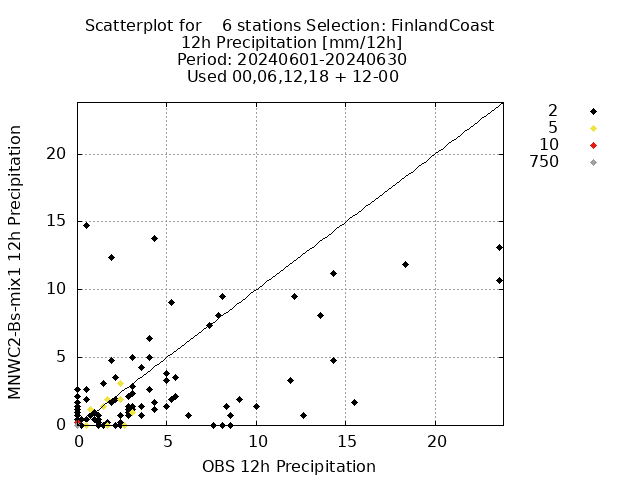 Scatterplot for    6 stations Selection: FinlandCoast
12h Precipitation [mm/12h]
Period: 20240601-20240630
Used 00,06,12,18 + 12-00
2
5
10
750
MNWC2-Bs-mix1 12h Precipitation
20
15
10
5
0
0 5 10 15 20
OBS 12h Precipitation